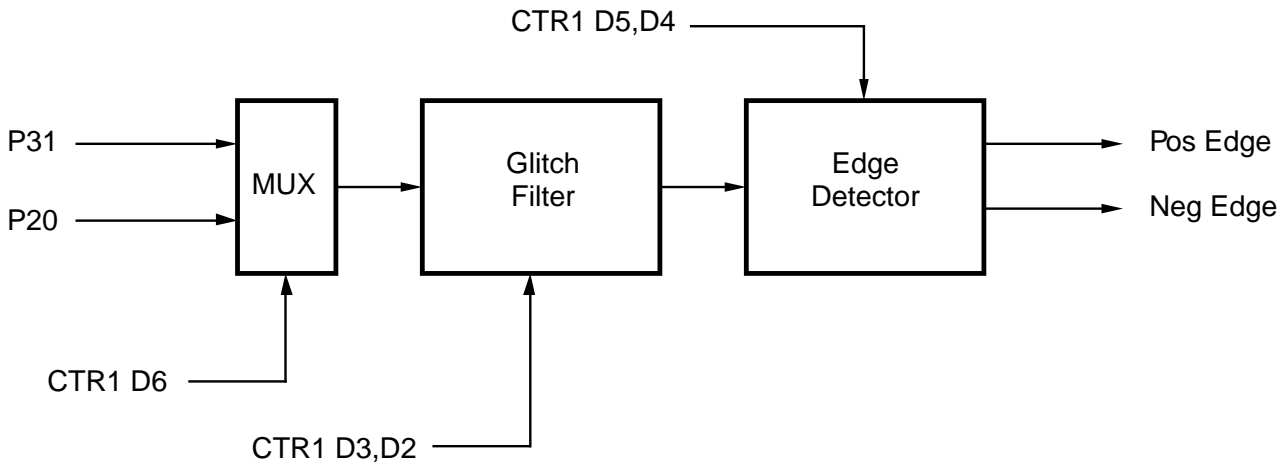 CTR1 D5,D4
P31
P20
MUX
Glitch
Filter
Edge
Detector
Pos Edge
Neg Edge
CTR1 D6
CTR1 D3,D2